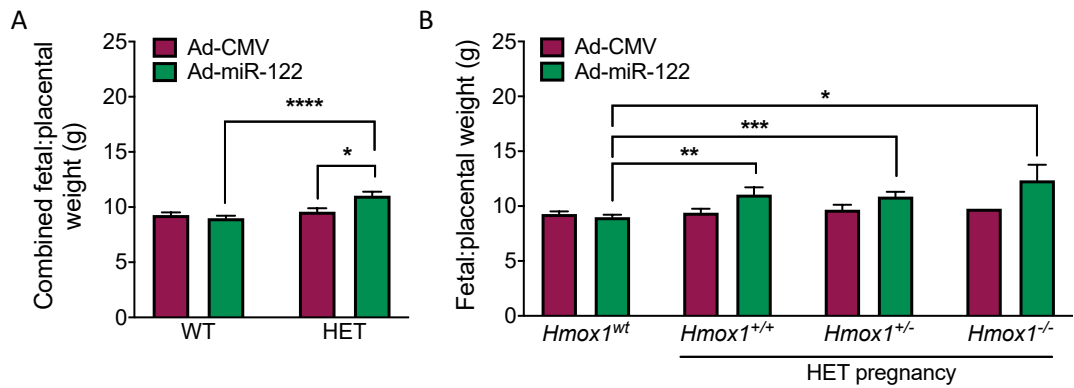 A
Combined fetal:placental
weight (g)
25
20
15
10
5
0
Ad-CMV
Ad-miR-122
****
*
WT
HET
B
Fetal:placental weight (g)
25
20
15
10
5
0
Ad-CMV
Ad-miR-122
*
***
**
Hmox1wt
Hmox1+/+
Hmox1+/-
Hmox1-/-
HET pregnancy